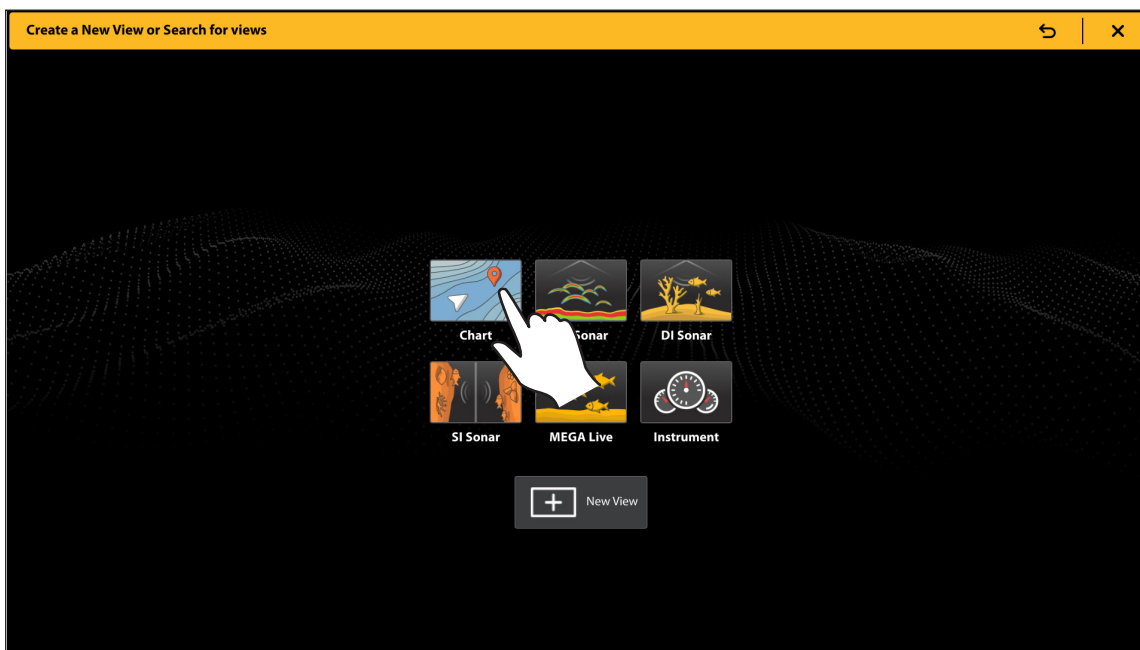 Create a New View or Search for views
Chart
Sonar
DI Sonar
SI Sonar
MEGA Live
Instrument
New View